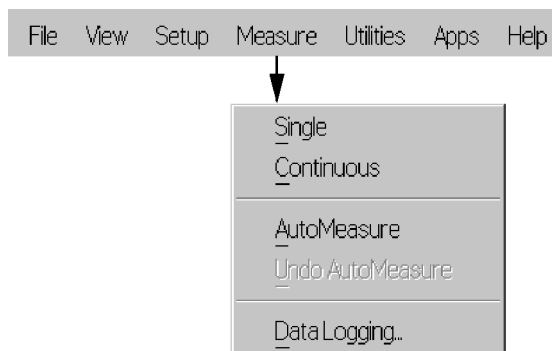 File View Setup Measure Utilities Apps Help
Single
Continuous
AutoMeasure
Undo AutoMeasure
Data Logging...